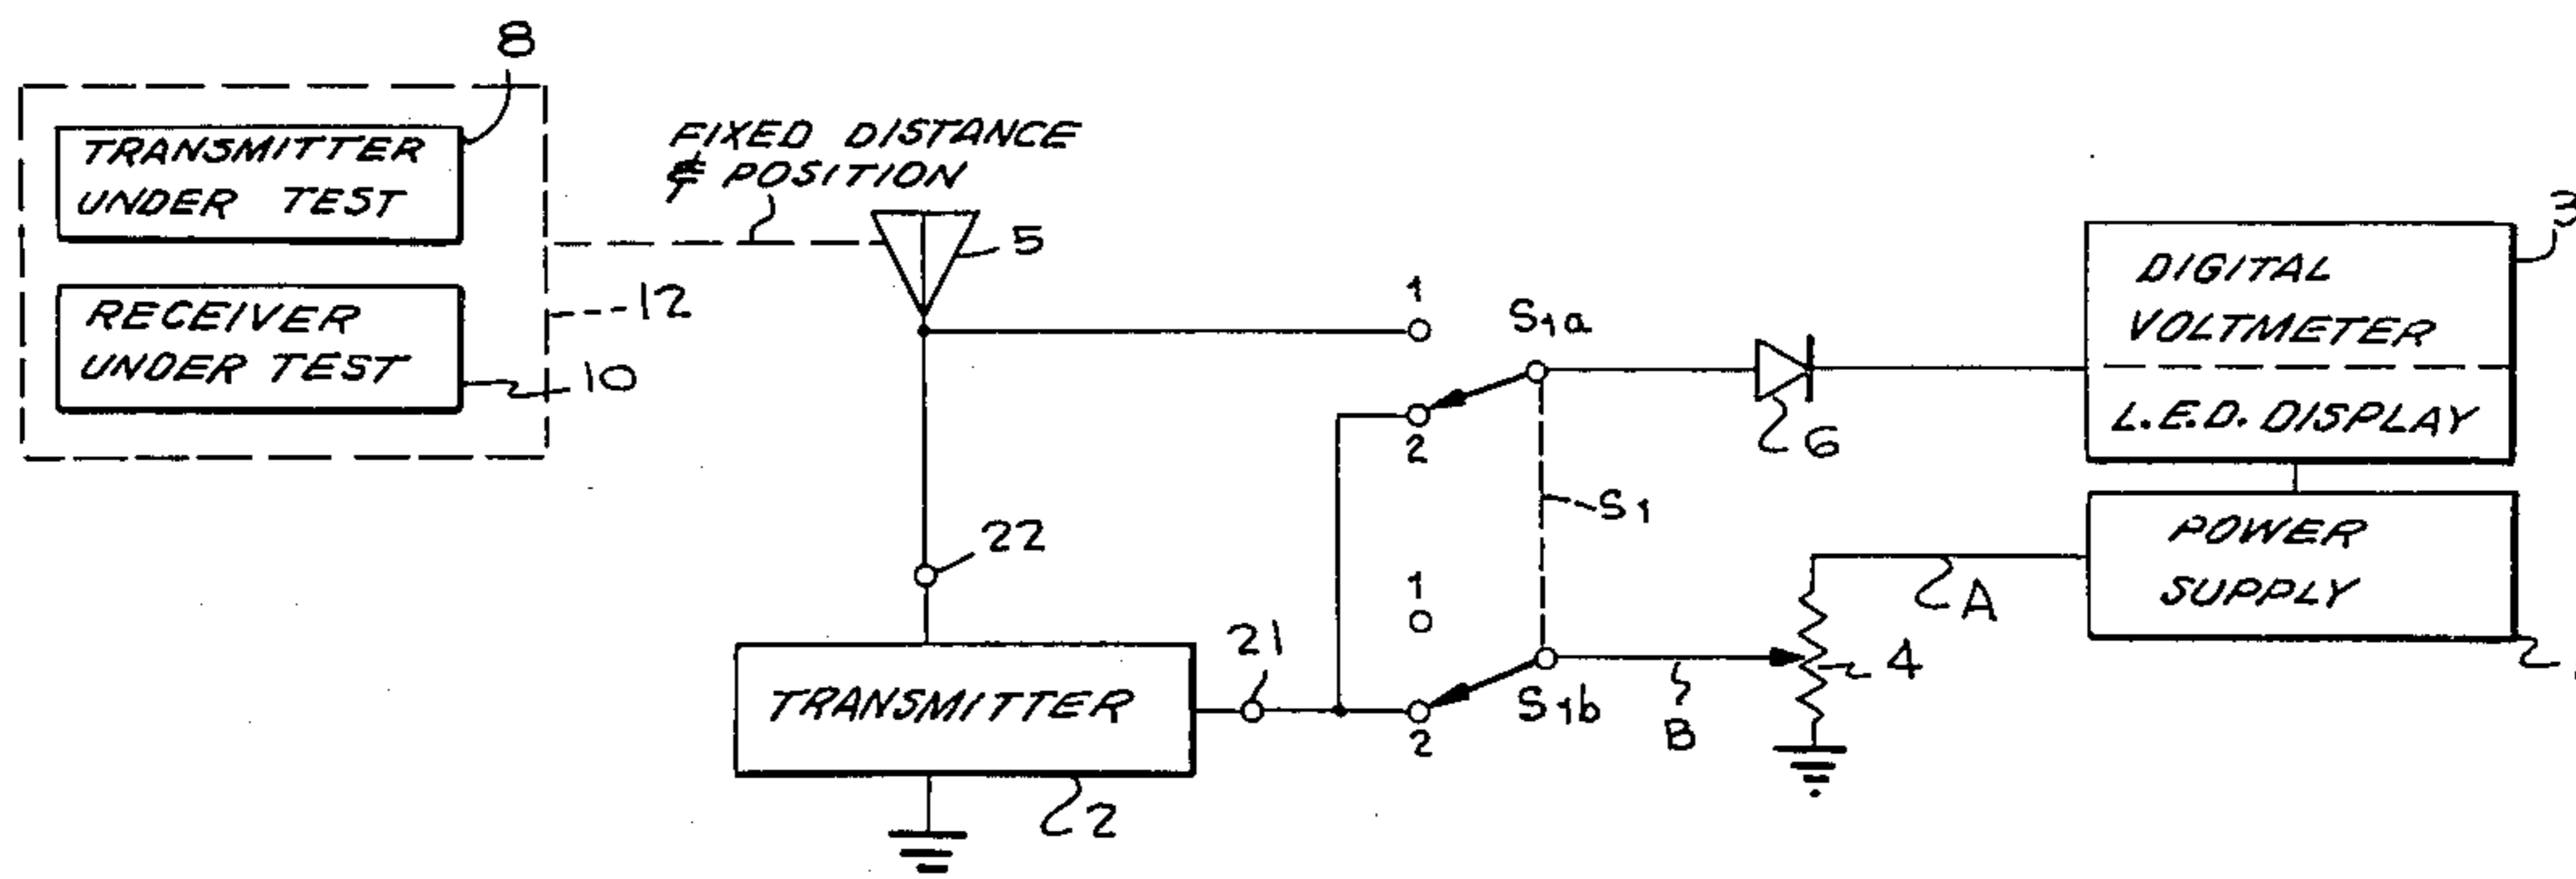 8
TRANSMITTER
UNDER TEST
RECEIVER
UNDER TEST
10
12
FIXED DISTANCE
& POSITION
5
22
TRANSMITTER
2
21
1
2
S1a
1
2
S1b
S1
6
B
4
A
DIGITAL
VOLTMETER
L.E.D. DISPLAY
3
POWER
SUPPLY